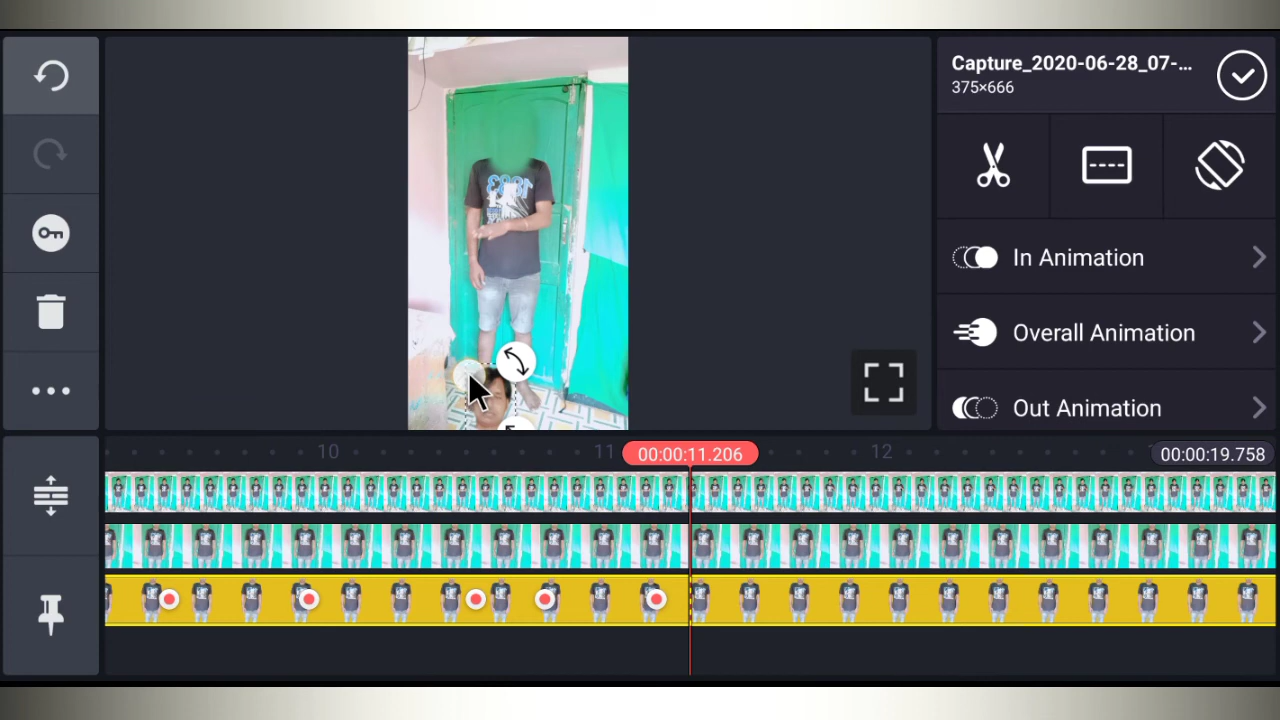 Capture_2020-06-28_07-...
375×666
In Animation
Overall Animation
Out Animation
10
11
00:00:11.206
12
00:00:19.758